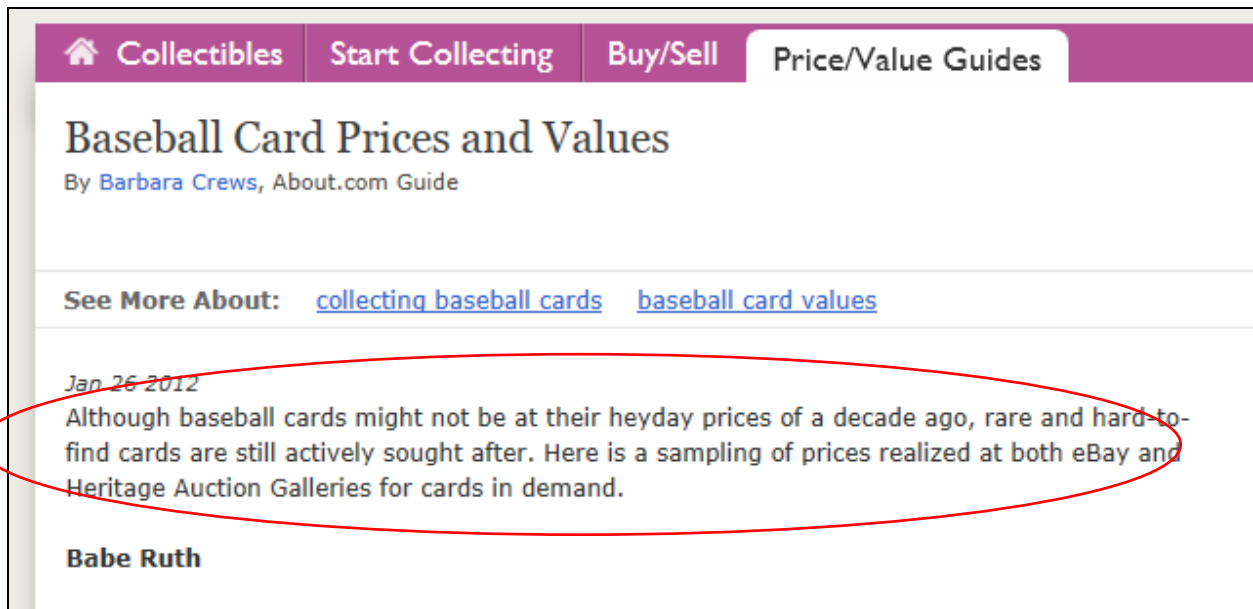 Collectibles Start Collecting Buy/Sell Price/Value Guides
Baseball Card Prices and Values
By Barbara Crews, About.com Guide
See More About: collecting baseball cards baseball card values
Jan 26 2012
Although baseball cards might not be at their heyday prices of a decade ago, rare and hard-to-
find cards are still actively sought after. Here is a sampling of prices realized at both eBay and
Heritage Auction Galleries for cards in demand.
Babe Ruth